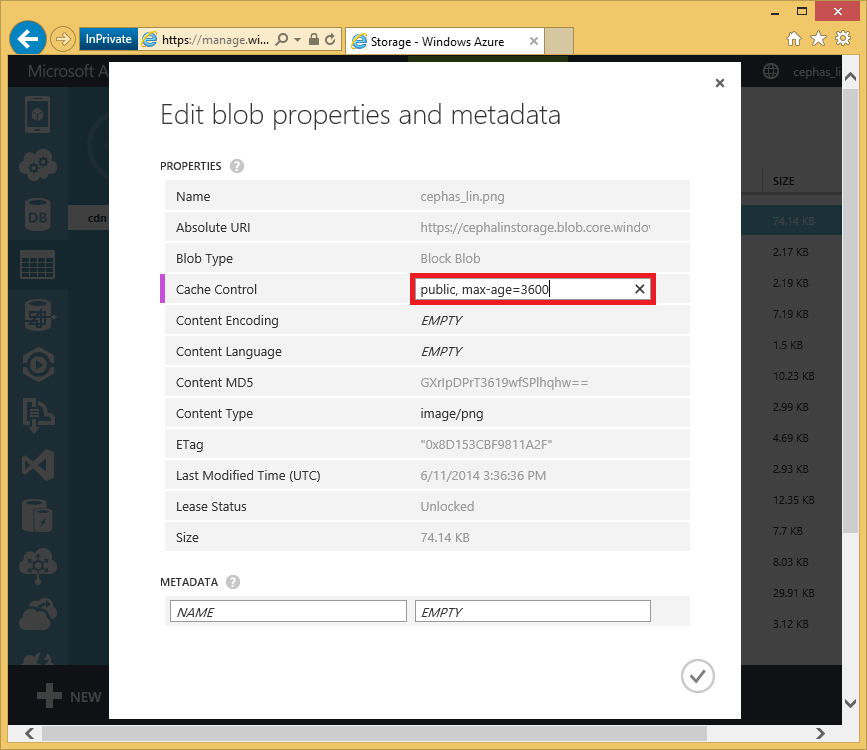 InPrivate https://manage.wi... Storage - Windows Azure
Microsoft A
cephas_li
Edit blob properties and metadata
PROPERTIES ?
Name cephas_lin.png
Absolute URI https://cephalinstorage.blob.core.windo
Blob Type Block Blob
Cache Control public, max-age=3600
Content Encoding EMPTY
Content Language EMPTY
Content MD5 GXrIpDPrT3619wfSPlhqhw==
Content Type image/png
ETag "0x8D153CBF9811A2F"
Last Modified Time (UTC) 6/11/2014 3:36:36 PM
Lease Status Unlocked
Size 74.14 KB
METADATA ?
NAME EMPTY
DB
cdn
NEW
SIZE
74.14 KB
2.17 KB
2.19 KB
7.19 KB
1.5 KB
10.23 KB
2.99 KB
4.69 KB
2.93 KB
12.35 KB
7.7 KB
8.03 KB
29.91 KB
3.12 KB